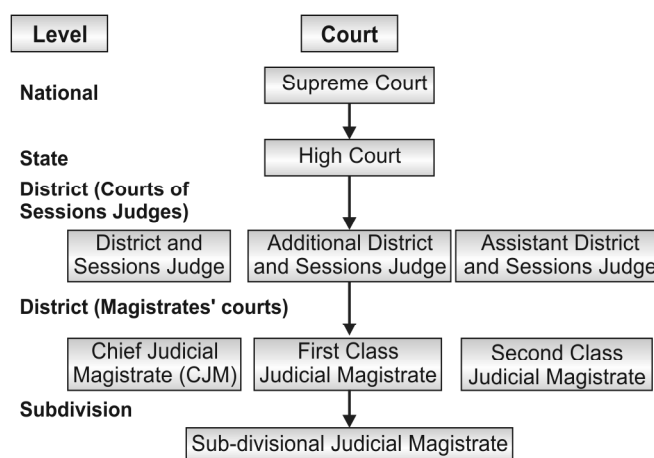 Level
Court
National
Supreme Court
State
High Court
District (Courts of
Sessions Judges)
District and
Sessions Judge
Additional District
and Sessions Judge
Assistant District
and Sessions Judge
District (Magistrates' courts)
Chief Judicial
Magistrate (CJM)
First Class
Judicial Magistrate
Second Class
Judicial Magistrate
Subdivision
Sub-divisional Judicial Magistrate